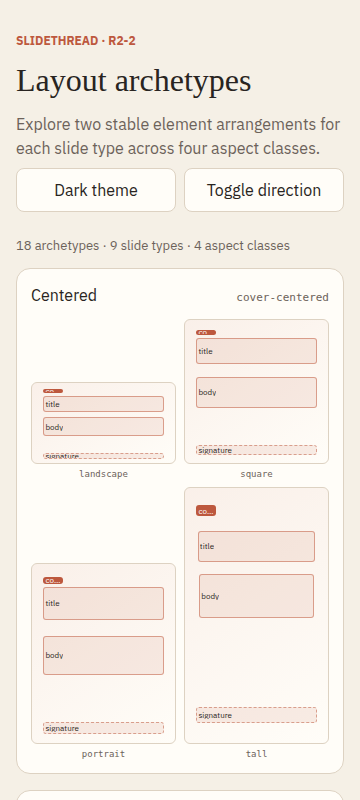 SLIDETHREAD · R2-2
Layout archetypes
Explore two stable element arrangements for
each slide type across four aspect classes.
Dark theme
Toggle direction
18 archetypes · 9 slide types · 4 aspect classes
Centered
cover-centered
co...
title
body
signature
landscape
co...
title
body
signature
square
co...
title
body
signature
portrait
co...
title
body
signature
tall